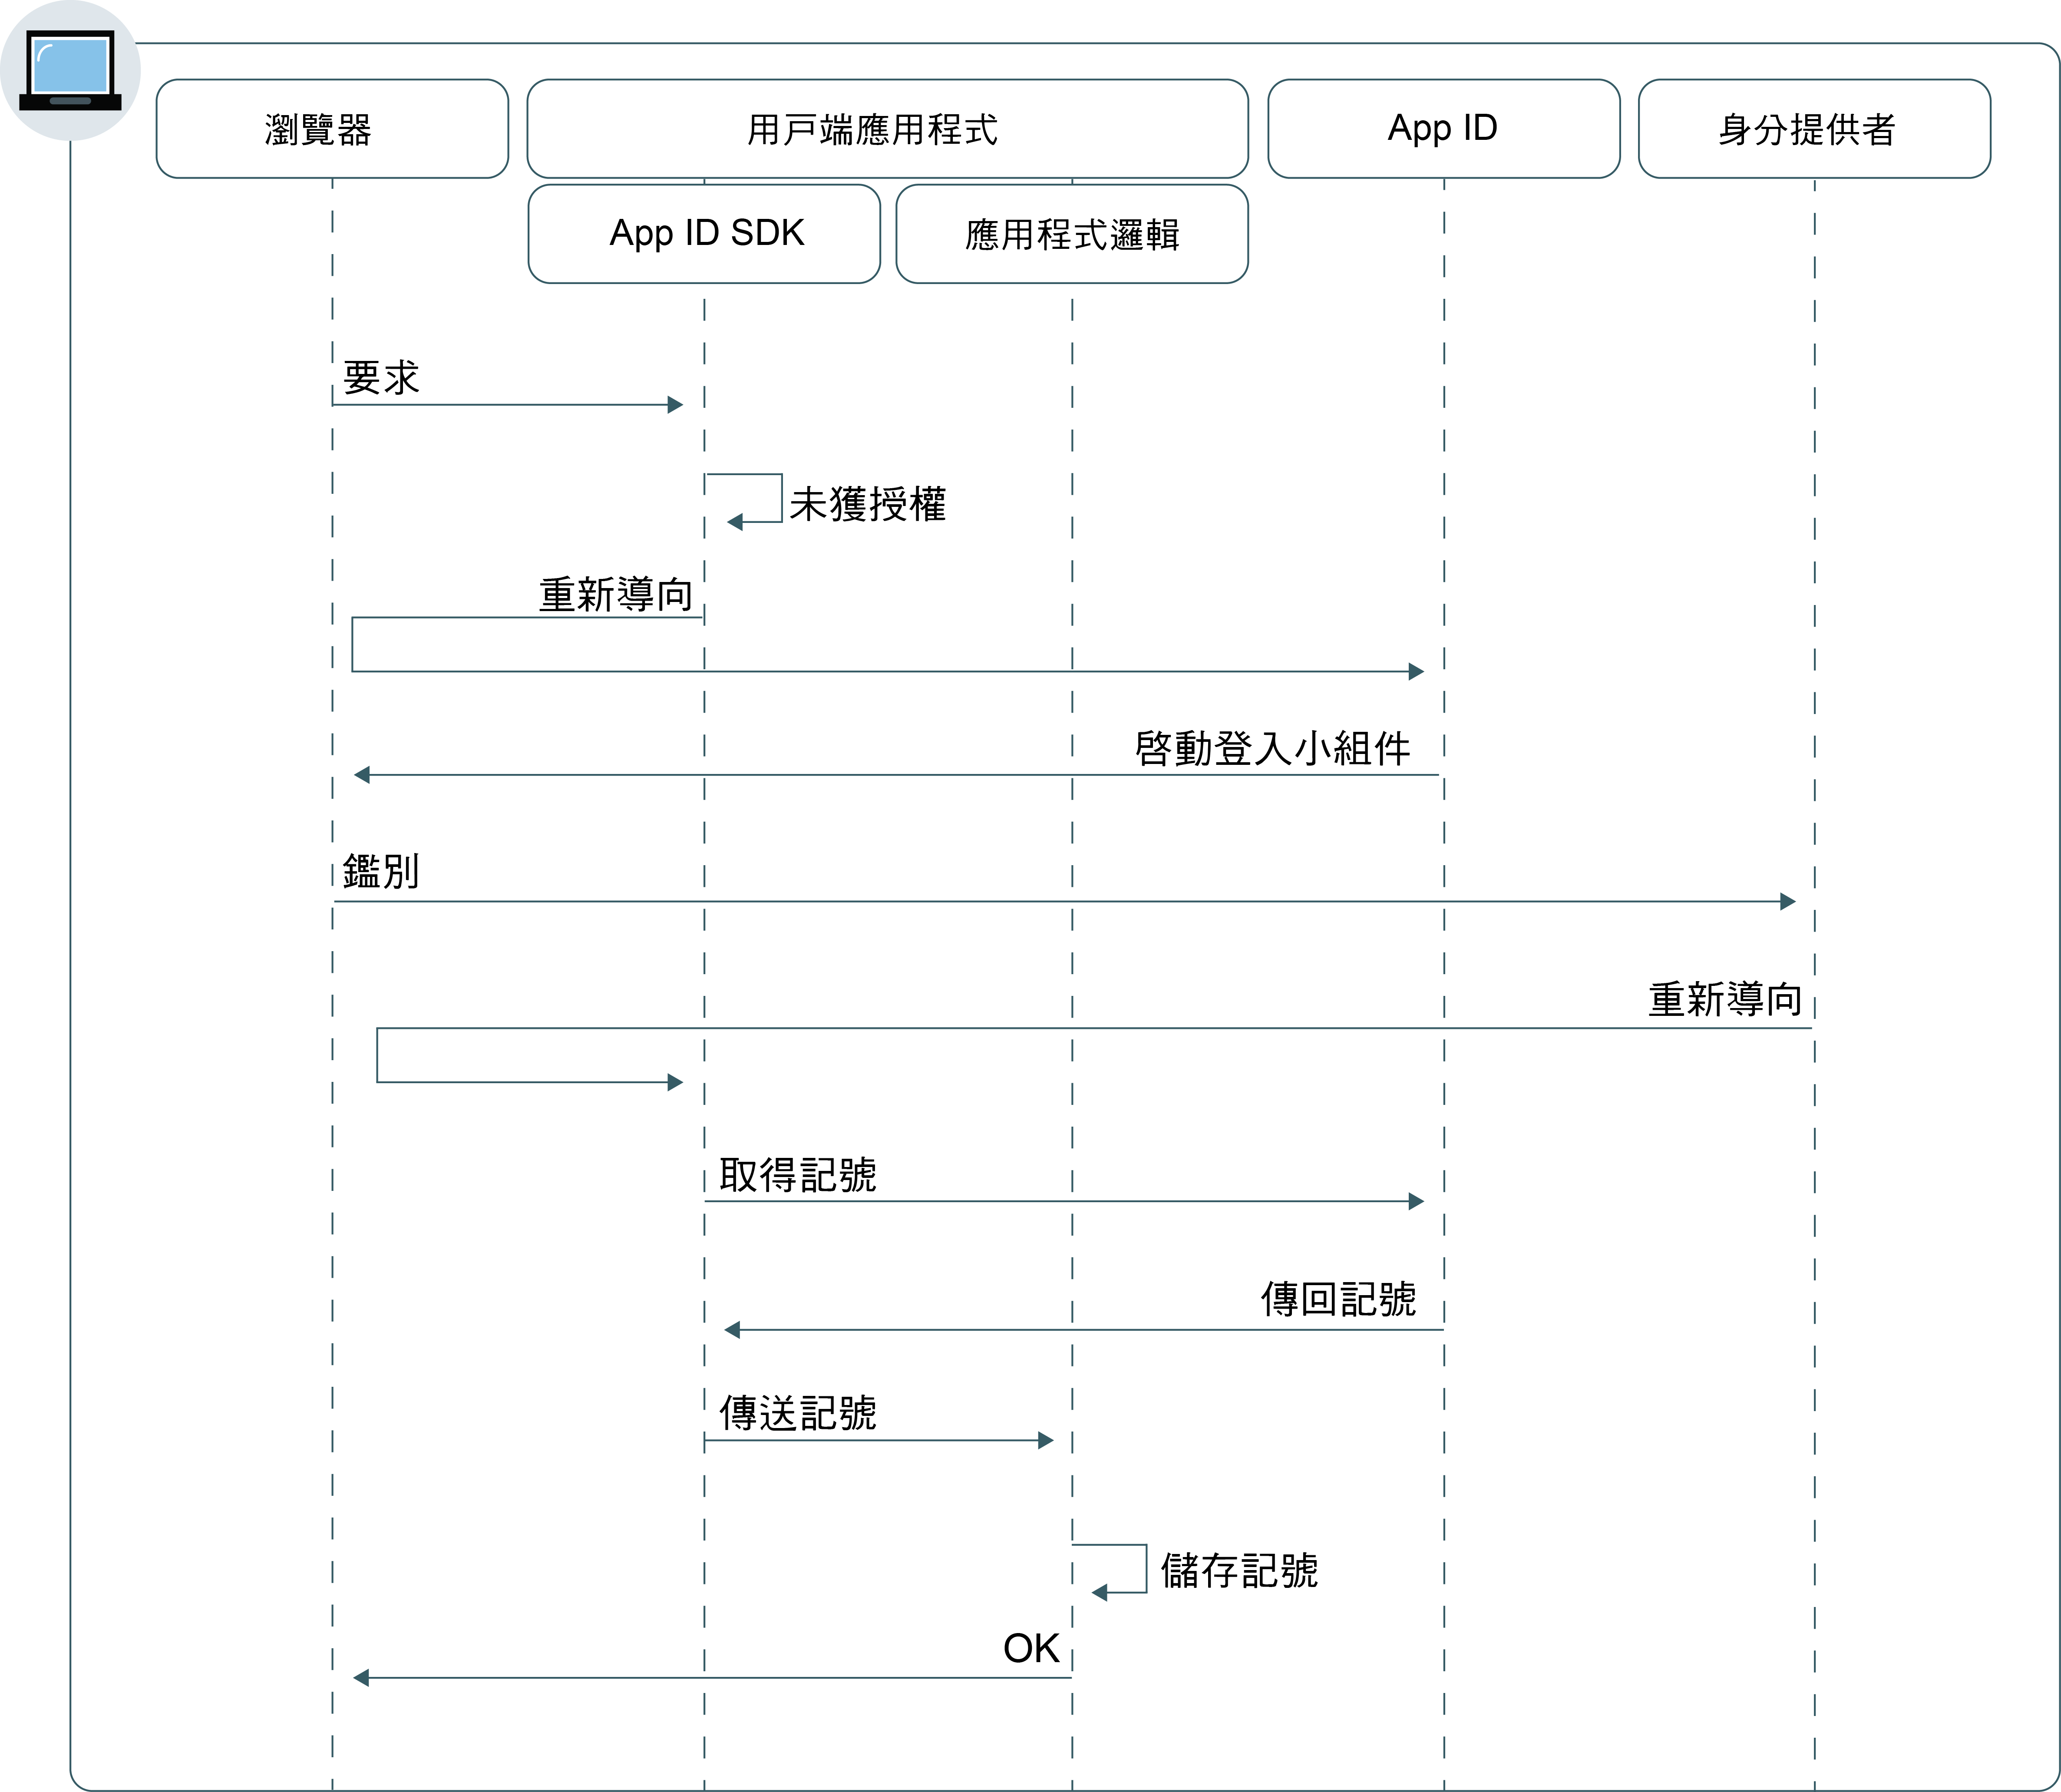 瀏覽器
用戶端應用程式
App ID
身分提供者
App ID SDK
應用程式邏輯
要求
未獲授權
重新導向
啓動登入小組件
鑑別
重新導向
取得記號
傳回記號
傳送記號
儲存記號
OK